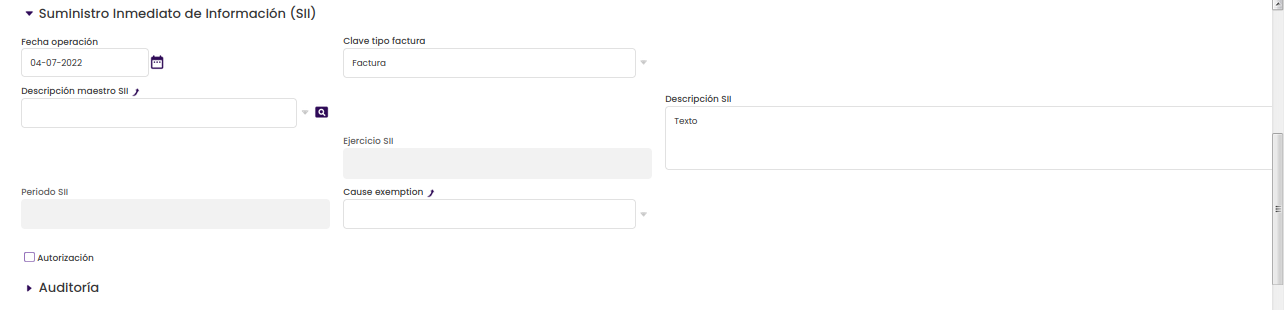 Suministro Inmediato de Información (SII)
Fecha operación
04-07-2022
Clave tipo factura
Factura
Descripción maestro SII
Descripción SII
Texto
Ejercicio SII
Periodo SII
Cause exemption
Autorización
Auditoría